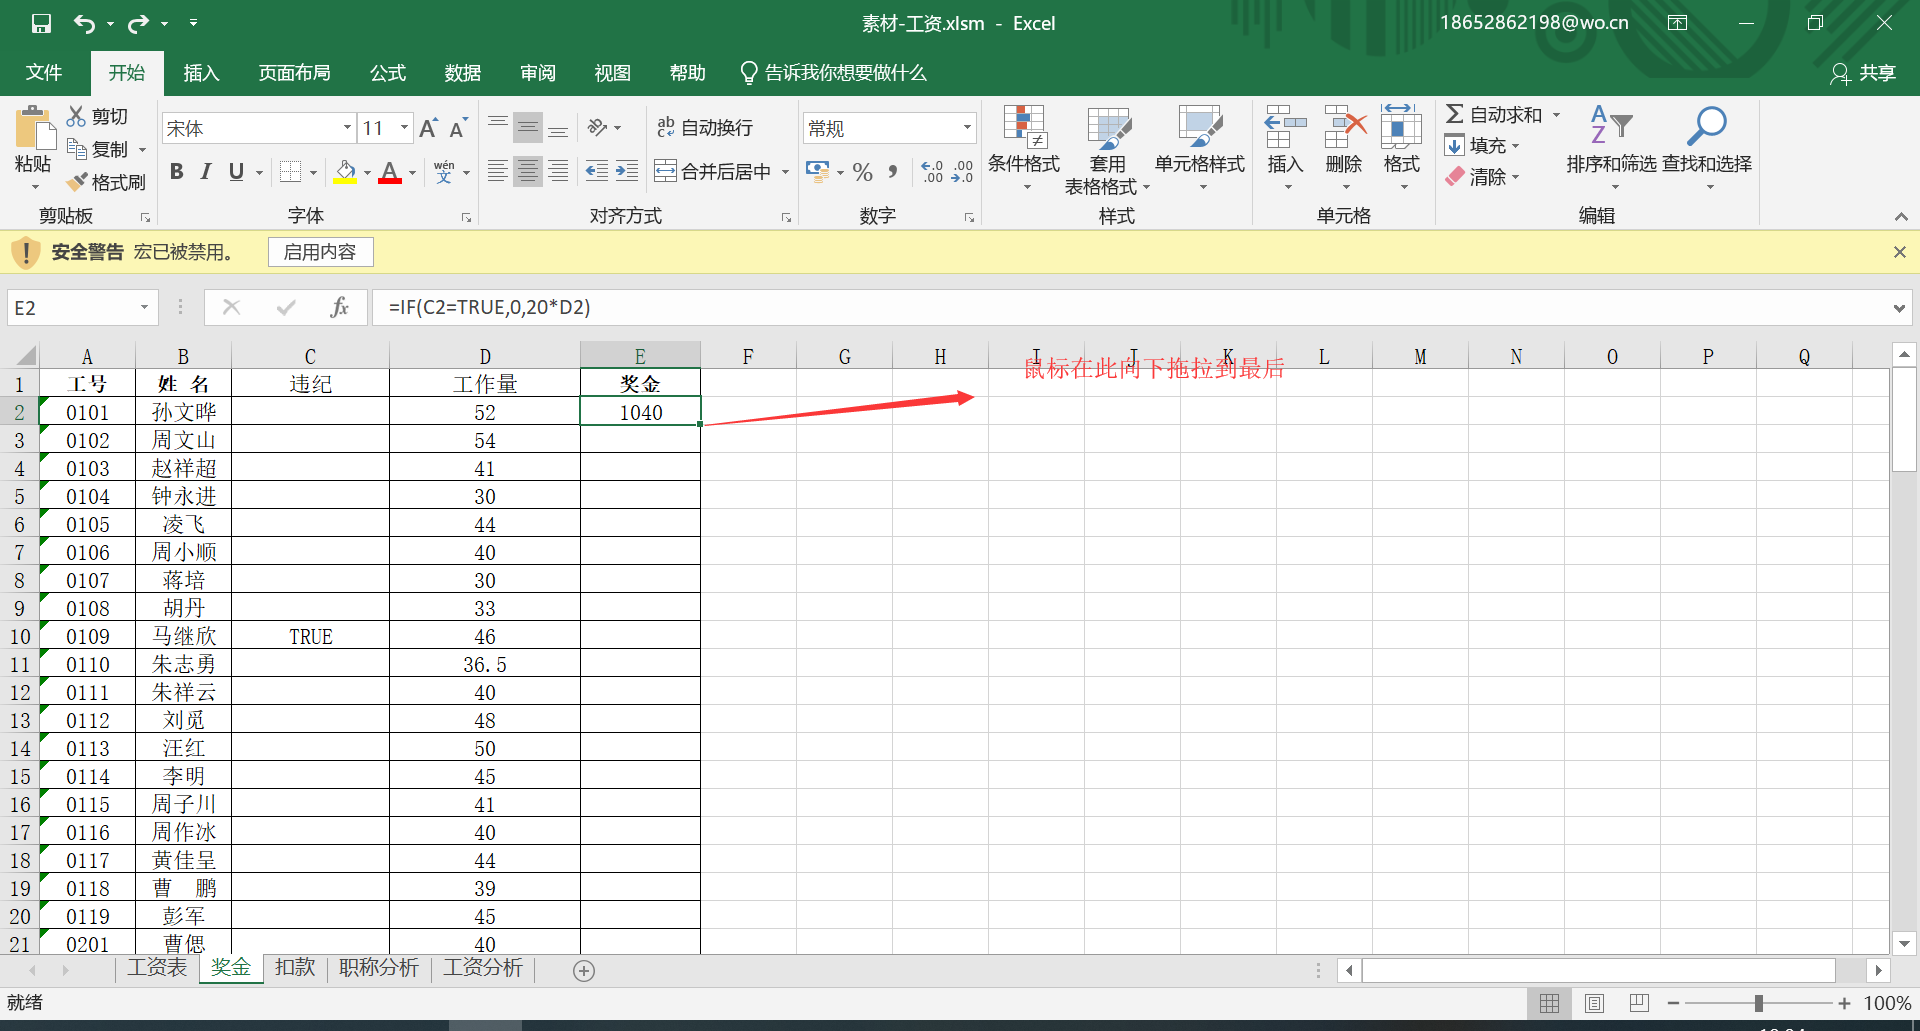 素材-工资.xlsm - Excel
18652862198@wo.cn
文件 开始 插入 页面布局 公式 数据 审阅 视图 帮助 告诉我你想要做什么 共享
粘贴 剪切 复制 格式刷 剪贴板
宋体 11 A A B I U A wén 文 字体
ab 自动换行 合并后居中 对齐方式
常规 % , .0 .00 .00 .0 数字
条件格式 套用表格格式 单元格样式 样式
插入 删除 格式 单元格
Σ 自动求和 填充 清除 排序和筛选 查找和选择 编辑
安全警告 宏已被禁用。 启用内容
E2 fx =IF(C2=TRUE,0,20*D2)
A B C D E F G H I J K L M N O P Q
鼠标在此向下拖拉到最后
1 工号 姓 名 违纪 工作量 奖金
2 0101 孙文晔 52 1040
3 0102 周文山 54
4 0103 赵祥超 41
5 0104 钟永进 30
6 0105 凌飞 44
7 0106 周小顺 40
8 0107 蒋培 30
9 0108 胡丹 33
10 0109 马继欣 TRUE 46
11 0110 朱志勇 36.5
12 0111 朱祥云 40
13 0112 刘觅 48
14 0113 汪红 50
15 0114 李明 45
16 0115 周子川 41
17 0116 周作冰 40
18 0117 黄佳呈 44
19 0118 曹 鹏 39
20 0119 彭军 45
21 0201 曹偲 40
工资表 奖金 扣款 职称分析 工资分析
就绪 100%